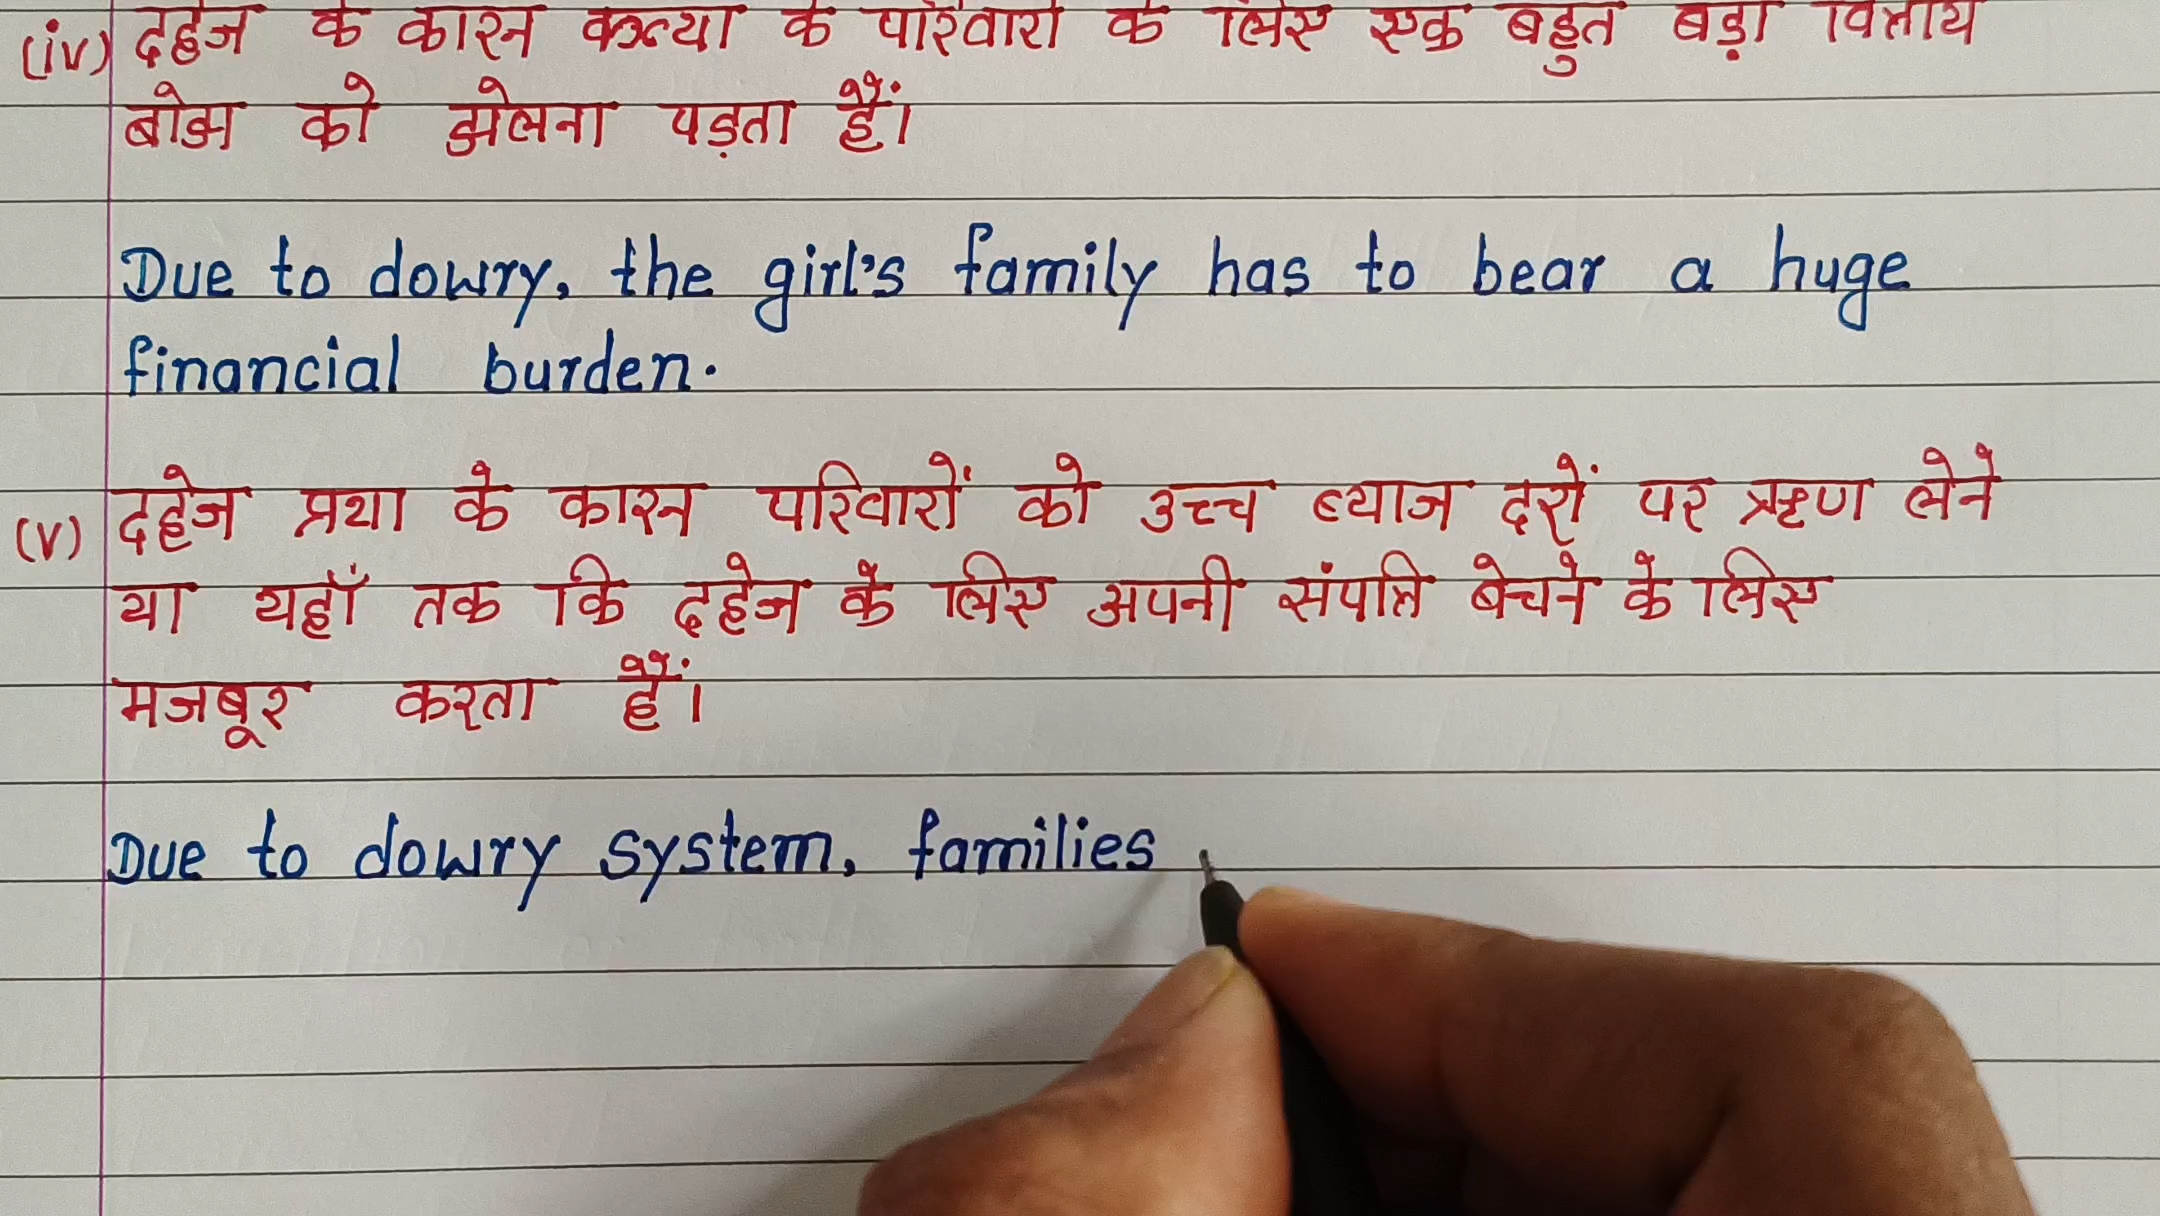 (iv) दहेज के कारन कन्या के परिवारों के लिए एक बहुत बड़ा वित्तीय
बोझ को झेलना पड़ता हैं।
Due to dowry, the girl's family has to bear a huge
financial burden.
(v) दहेज प्रथा के कारन परिवारों को उच्च ब्याज दरों पर ऋण लेने
या यहाँ तक कि दहेज के लिए अपनी संपत्ति बेचने के लिए
मजबूर करता हैं।
Due to dowry system, families